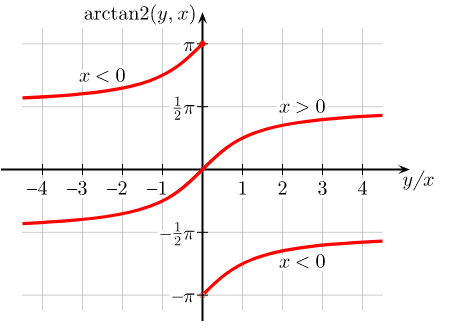 arctan2(y, x)
π
x < 0
½π
x > 0
y/x
–4 –3 –2 –1 1 2 3 4
–½π
x < 0
–π